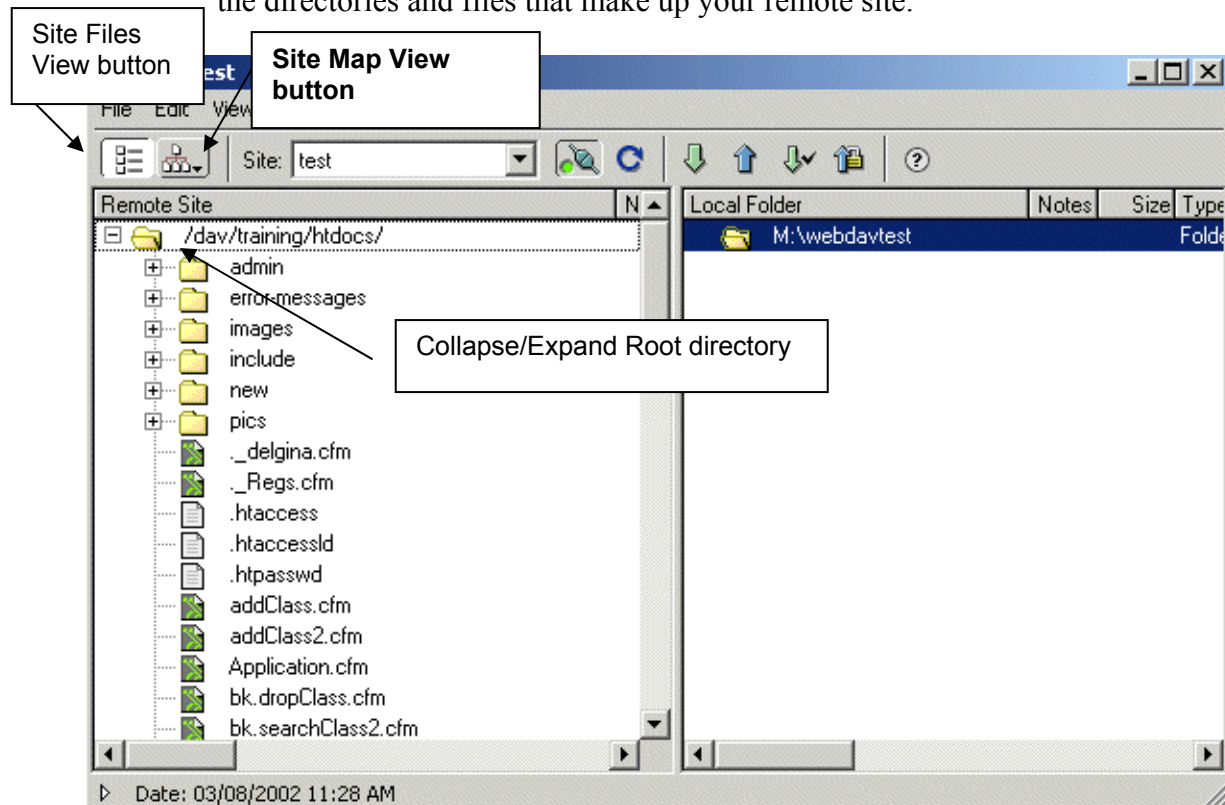 the directories and files that make up your remote site.
Site Files
View button
Site Map View
button
est
File Edit View
Site: test
Remote Site N
/dav/training/htdocs/
admin
error-messages
images
include
new
pics
._delgina.cfm
._Regs.cfm
.htaccess
.htaccessld
.htpasswd
addClass.cfm
addClass2.cfm
Application.cfm
bk.dropClass.cfm
bk.searchClass2.cfm
Local Folder Notes Size Type
M:\webdavtest Folde
Collapse/Expand Root directory
Date: 03/08/2002 11:28 AM